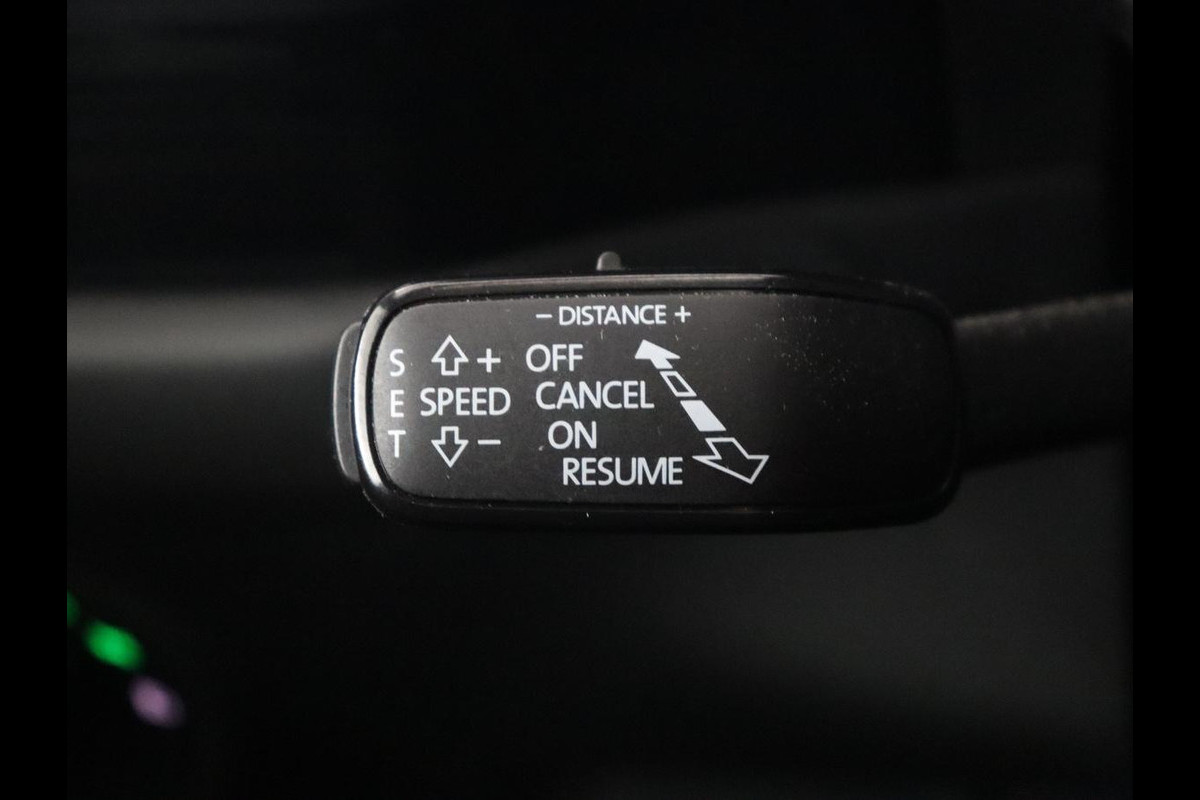 – DISTANCE +
S + OFF
E SPEED CANCEL
T – ON
RESUME